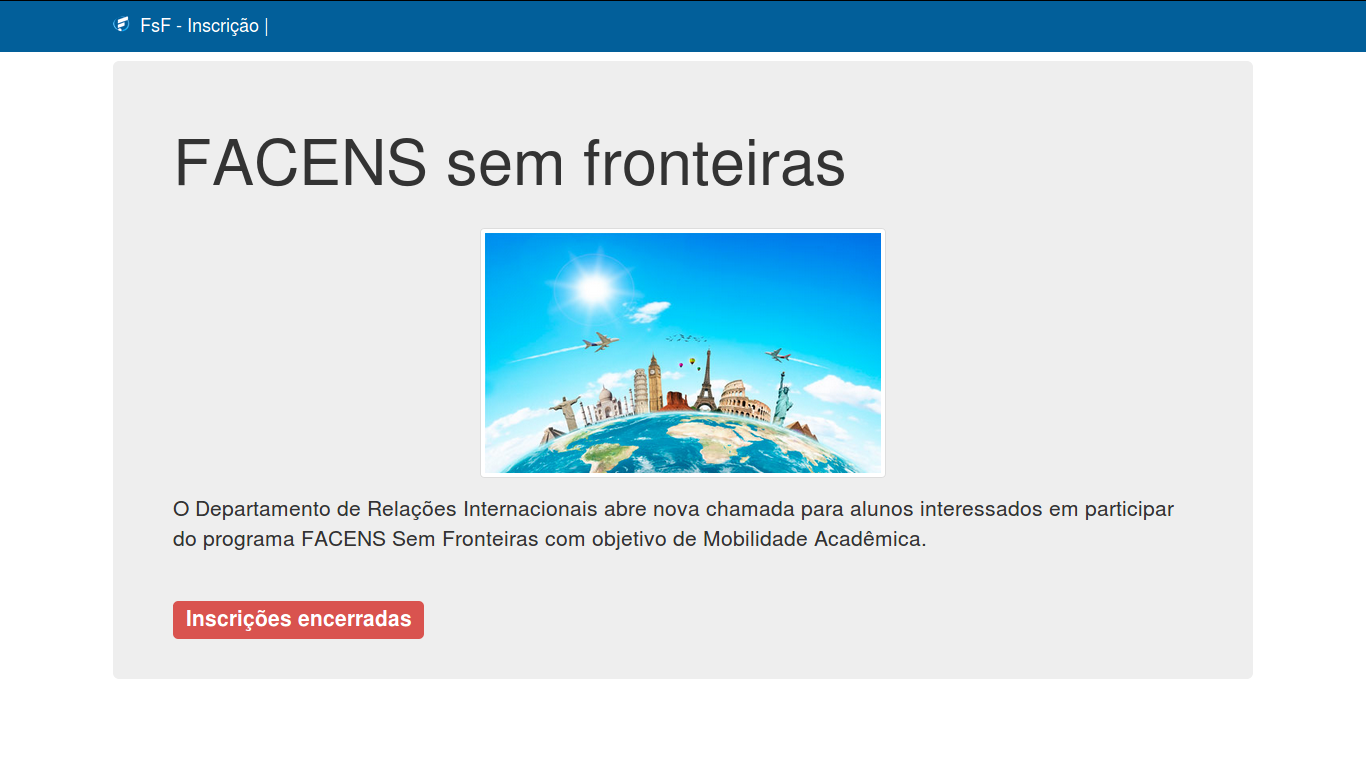 FsF - Inscrição |
FACENS sem fronteiras
O Departamento de Relações Internacionais abre nova chamada para alunos interessados em participar
do programa FACENS Sem Fronteiras com objetivo de Mobilidade Acadêmica.
Inscrições encerradas